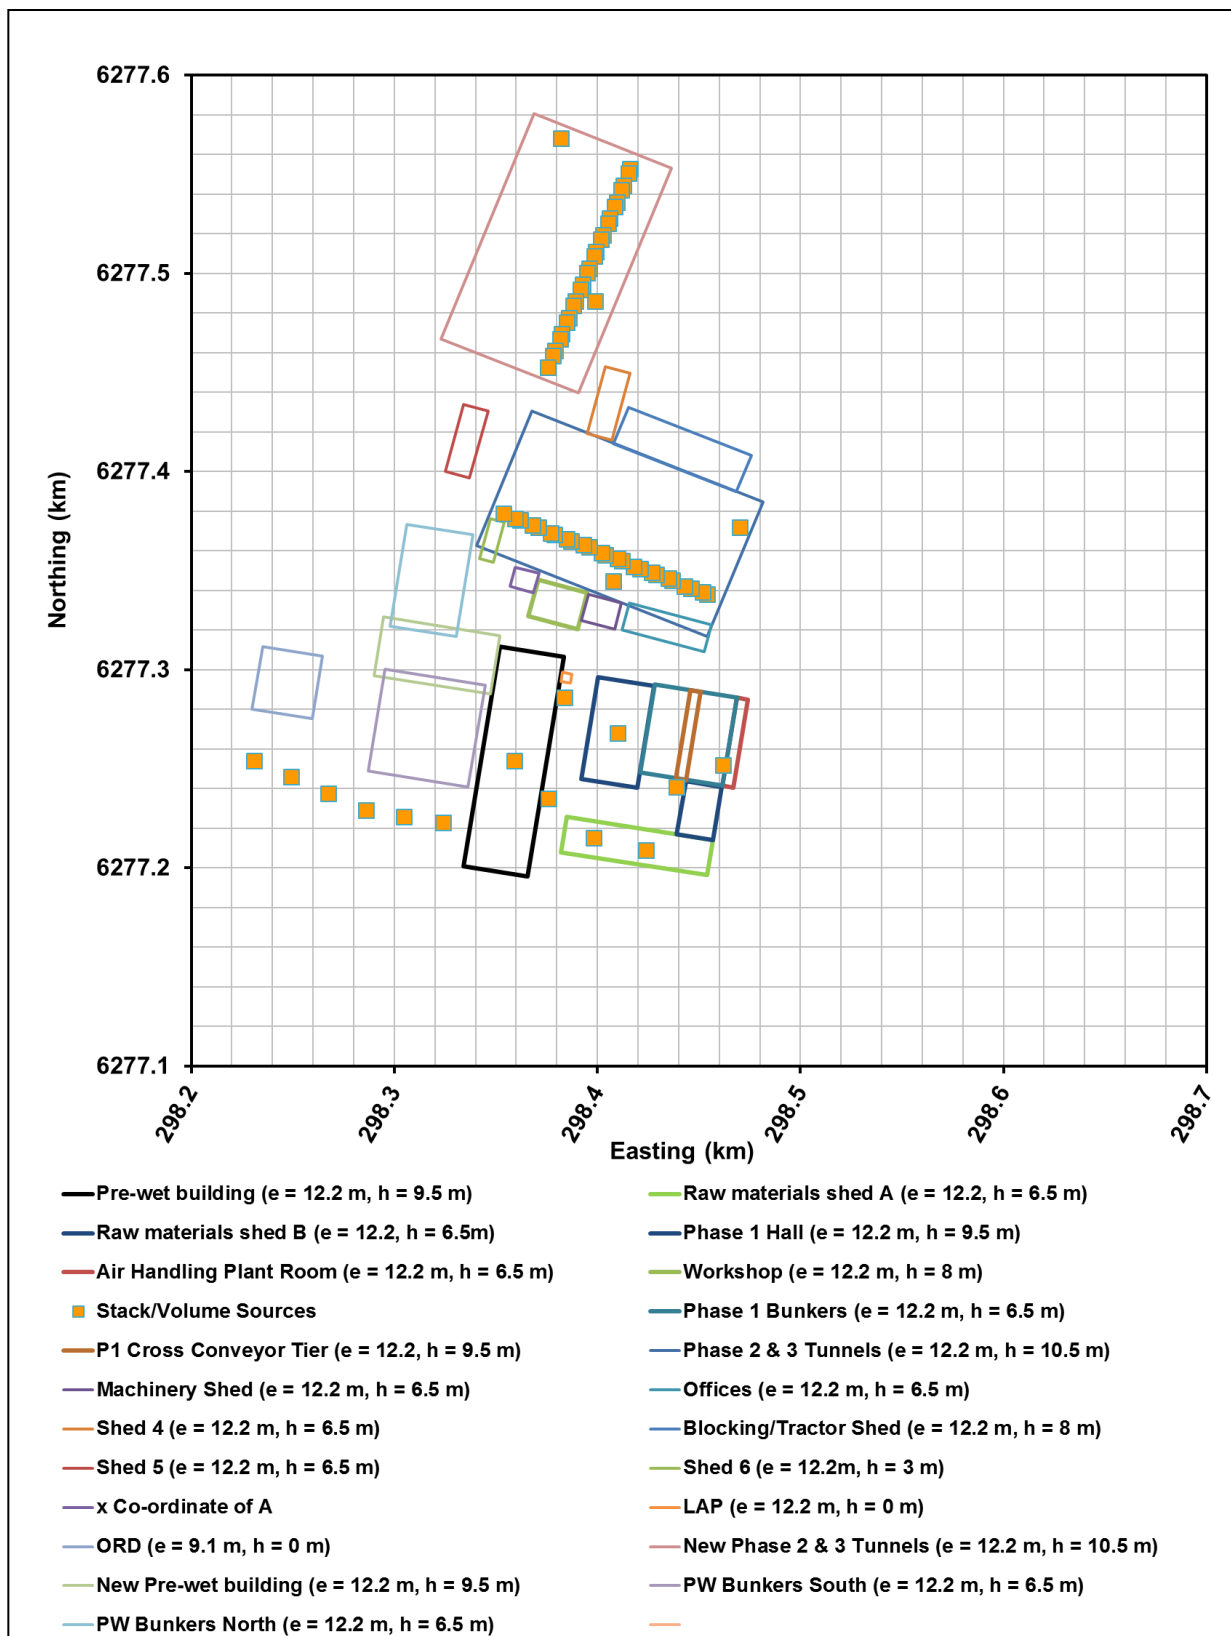 6277.6
6277.5
6277.4
6277.3
6277.2
6277.1
Northing (km)
298.2
298.3
298.4
298.5
298.6
298.7
Easting (km)
Pre-wet building (e = 12.2 m, h = 9.5 m)
Raw materials shed A (e = 12.2, h = 6.5 m)
Raw materials shed B (e = 12.2, h = 6.5m)
Phase 1 Hall (e = 12.2 m, h = 9.5 m)
Air Handling Plant Room (e = 12.2 m, h = 6.5 m)
Workshop (e = 12.2 m, h = 8 m)
Stack/Volume Sources
Phase 1 Bunkers (e = 12.2 m, h = 6.5 m)
P1 Cross Conveyor Tier (e = 12.2, h = 9.5 m)
Phase 2 & 3 Tunnels (e = 12.2 m, h = 10.5 m)
Machinery Shed (e = 12.2 m, h = 6.5 m)
Offices (e = 12.2 m, h = 6.5 m)
Shed 4 (e = 12.2 m, h = 6.5 m)
Blocking/Tractor Shed (e = 12.2 m, h = 8 m)
Shed 5 (e = 12.2 m, h = 6.5 m)
Shed 6 (e = 12.2m, h = 3 m)
x Co-ordinate of A
LAP (e = 12.2 m, h = 0 m)
ORD (e = 9.1 m, h = 0 m)
New Phase 2 & 3 Tunnels (e = 12.2 m, h = 10.5 m)
New Pre-wet building (e = 12.2 m, h = 9.5 m)
PW Bunkers South (e = 12.2 m, h = 6.5 m)
PW Bunkers North (e = 12.2 m, h = 6.5 m)